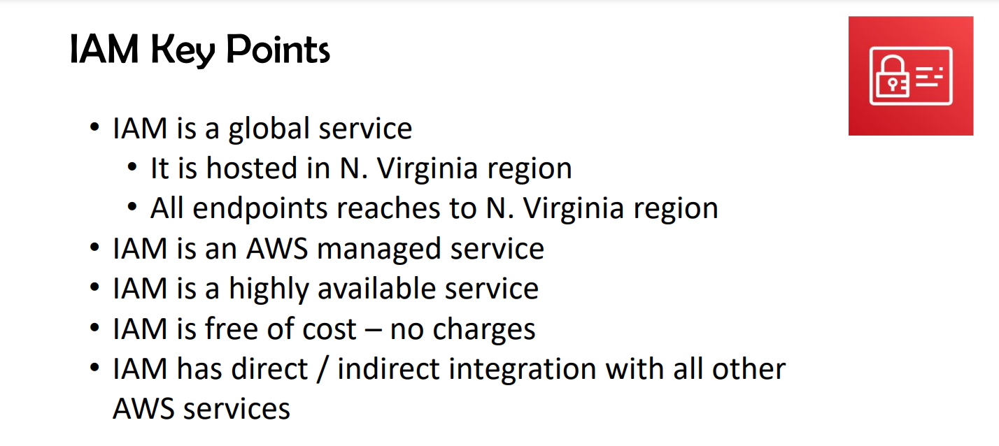 IAM Key Points
• IAM is a global service
• It is hosted in N. Virginia region
• All endpoints reaches to N. Virginia region
• IAM is an AWS managed service
• IAM is a highly available service
• IAM is free of cost – no charges
• IAM has direct / indirect integration with all other
AWS services